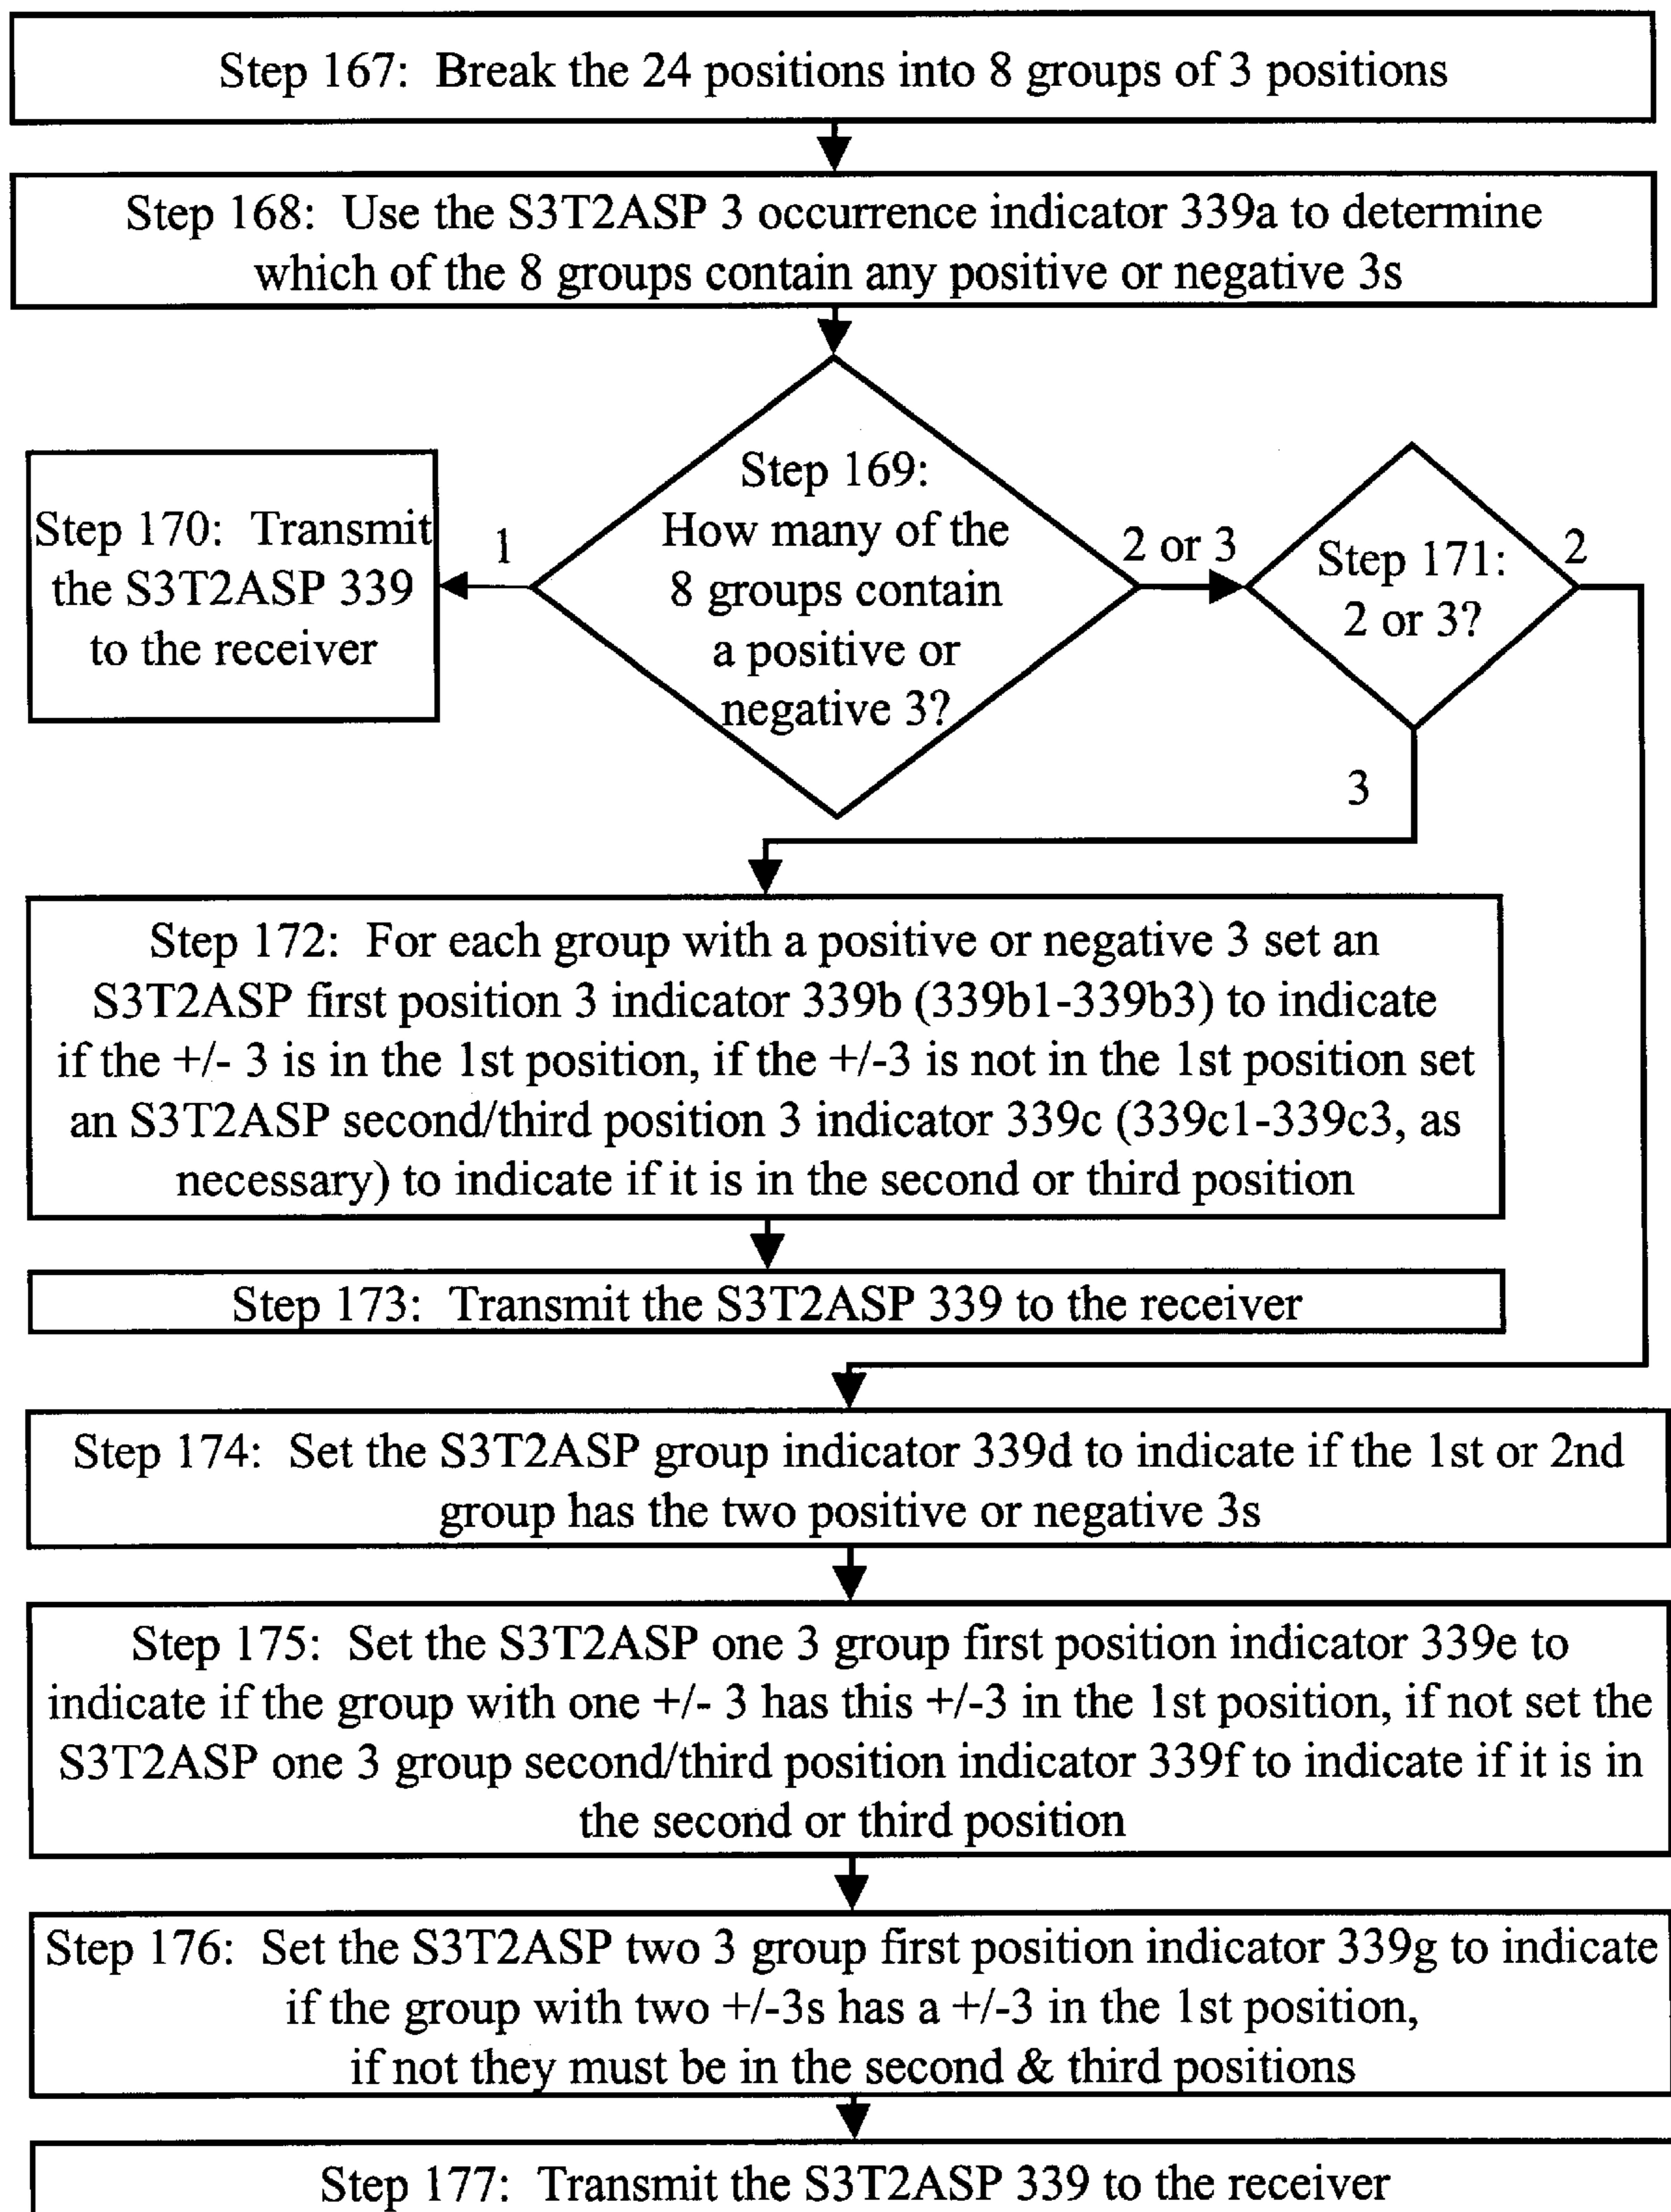 Step 167: Break the 24 positions into 8 groups of 3 positions
Step 168: Use the S3T2ASP 3 occurrence indicator 339a to determine
which of the 8 groups contain any positive or negative 3s
Step 169:
How many of the
8 groups contain
a positive or
negative 3?
1
Step 170: Transmit
the S3T2ASP 339
to the receiver
2 or 3
Step 171:
2 or 3?
2
3
Step 172: For each group with a positive or negative 3 set an
S3T2ASP first position 3 indicator 339b (339b1-339b3) to indicate
if the +/- 3 is in the 1st position, if the +/-3 is not in the 1st position set
an S3T2ASP second/third position 3 indicator 339c (339c1-339c3, as
necessary) to indicate if it is in the second or third position
Step 173: Transmit the S3T2ASP 339 to the receiver
Step 174: Set the S3T2ASP group indicator 339d to indicate if the 1st or 2nd
group has the two positive or negative 3s
Step 175: Set the S3T2ASP one 3 group first position indicator 339e to
indicate if the group with one +/- 3 has this +/-3 in the 1st position, if not set the
S3T2ASP one 3 group second/third position indicator 339f to indicate if it is in
the second or third position
Step 176: Set the S3T2ASP two 3 group first position indicator 339g to indicate
if the group with two +/-3s has a +/-3 in the 1st position,
if not they must be in the second & third positions
Step 177: Transmit the S3T2ASP 339 to the receiver